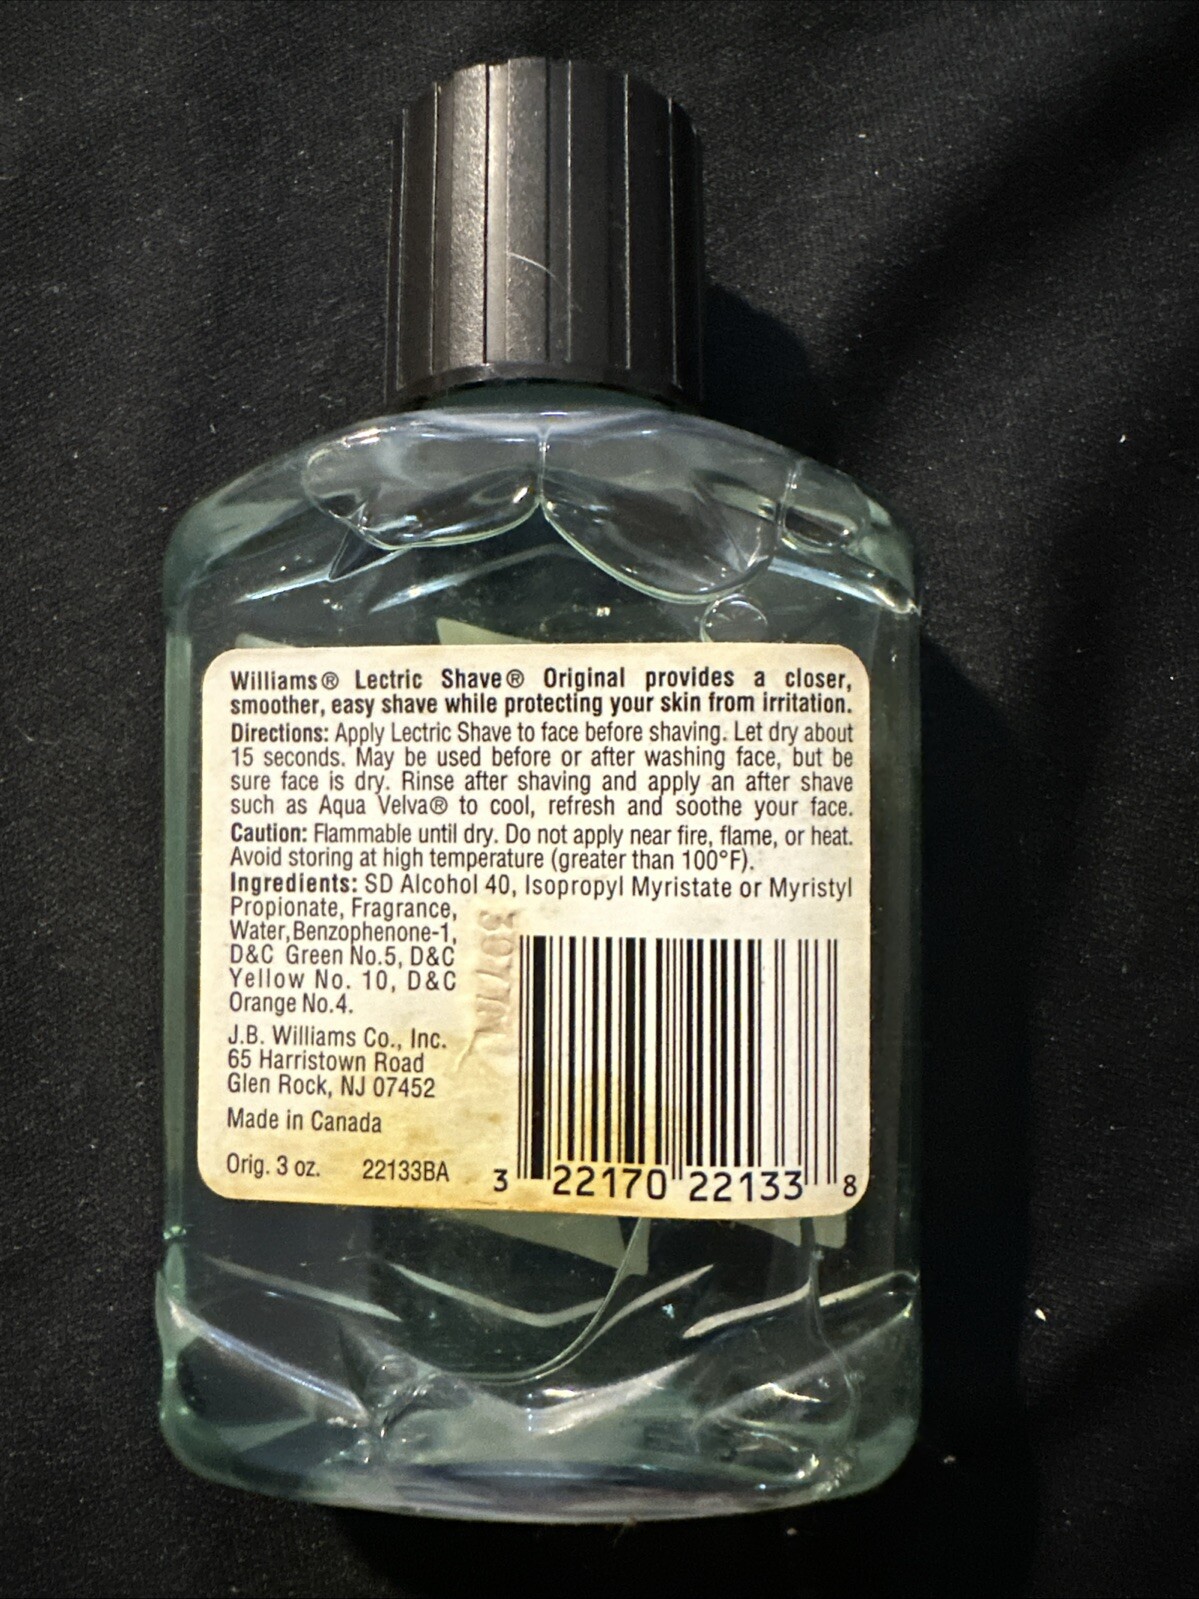 Williams® Lectric Shave® Original provides a closer,
smoother, easy shave while protecting your skin from irritation.
Directions: Apply Lectric Shave to face before shaving. Let dry about
15 seconds. May be used before or after washing face, but be
sure face is dry. Rinse after shaving and apply an after shave
such as Aqua Velva® to cool, refresh and soothe your face.
Caution: Flammable until dry. Do not apply near fire, flame, or heat.
Avoid storing at high temperature (greater than 100°F).
Ingredients: SD Alcohol 40, Isopropyl Myristate or Myristyl
Propionate, Fragrance,
Water,Benzophenone-1,
D&C Green No.5, D&C
Yellow No. 10, D&C
Orange No.4.
J.B. Williams Co., Inc.
65 Harristown Road
Glen Rock, NJ 07452
Made in Canada
Orig. 3 oz. 22133BA
3 22170 22133 8